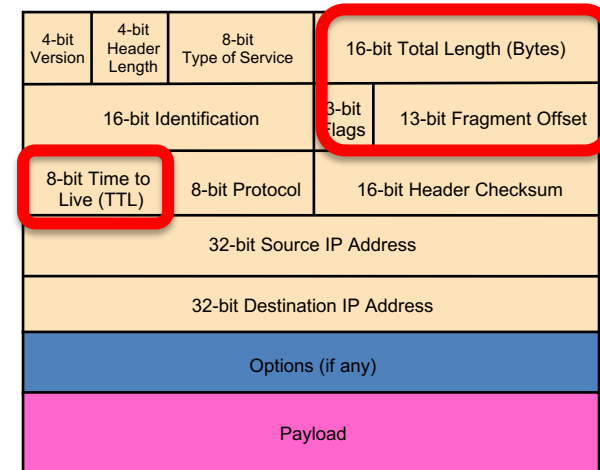 4-bit
Version
4-bit
Header
Length
8-bit
Type of Service
16-bit Total Length (Bytes)
16-bit Identification
3-bit
Flags
13-bit Fragment Offset
8-bit Time to
Live (TTL)
8-bit Protocol
16-bit Header Checksum
32-bit Source IP Address
32-bit Destination IP Address
Options (if any)
Payload